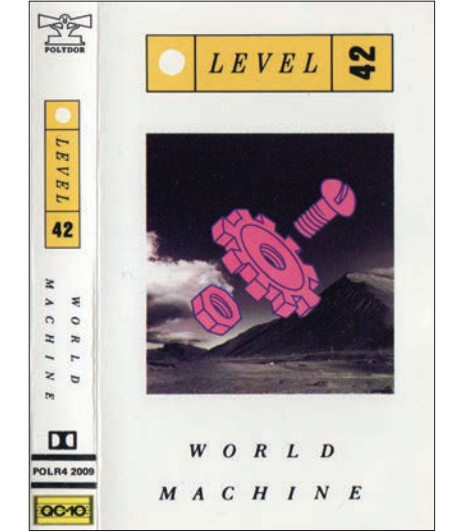 POLYDOR
LEVEL
42
WORLD
MACHINE
POLR4 2009
QC·10
LEVEL 42
WORLD
MACHINE